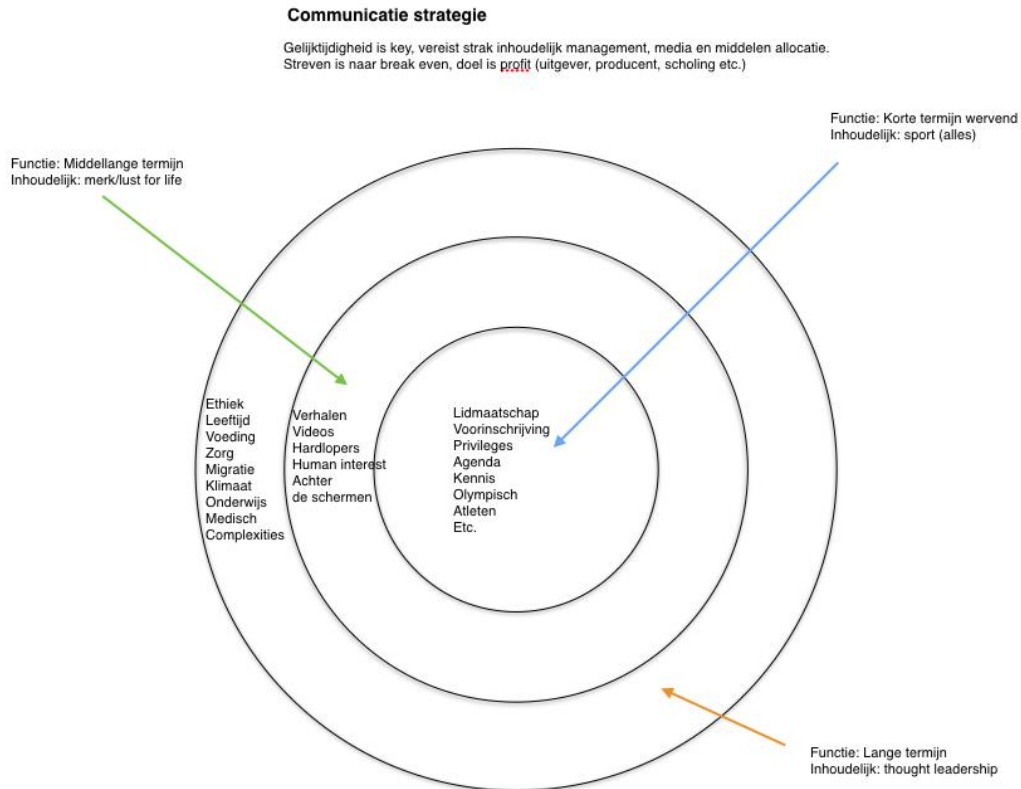 Communicatie strategie
Gelijktijdigheid is key, vereist strak inhoudelijk management, media en middelen allocatie.
Streven is naar break even, doel is profit (uitgever, producent, scholing etc.)
Functie: Korte termijn wervend
Inhoudelijk: sport (alles)
Functie: Middellange termijn
Inhoudelijk: merk/lust for life
Ethiek
Leeftijd
Voeding
Zorg
Migratie
Klimaat
Onderwijs
Medisch
Complexities
Verhalen
Videos
Hardlopers
Human interest
Achter
de schermen
Lidmaatschap
Voorinschrijving
Privileges
Agenda
Kennis
Olympisch
Atleten
Etc.
Functie: Lange termijn
Inhoudelijk: thought leadership